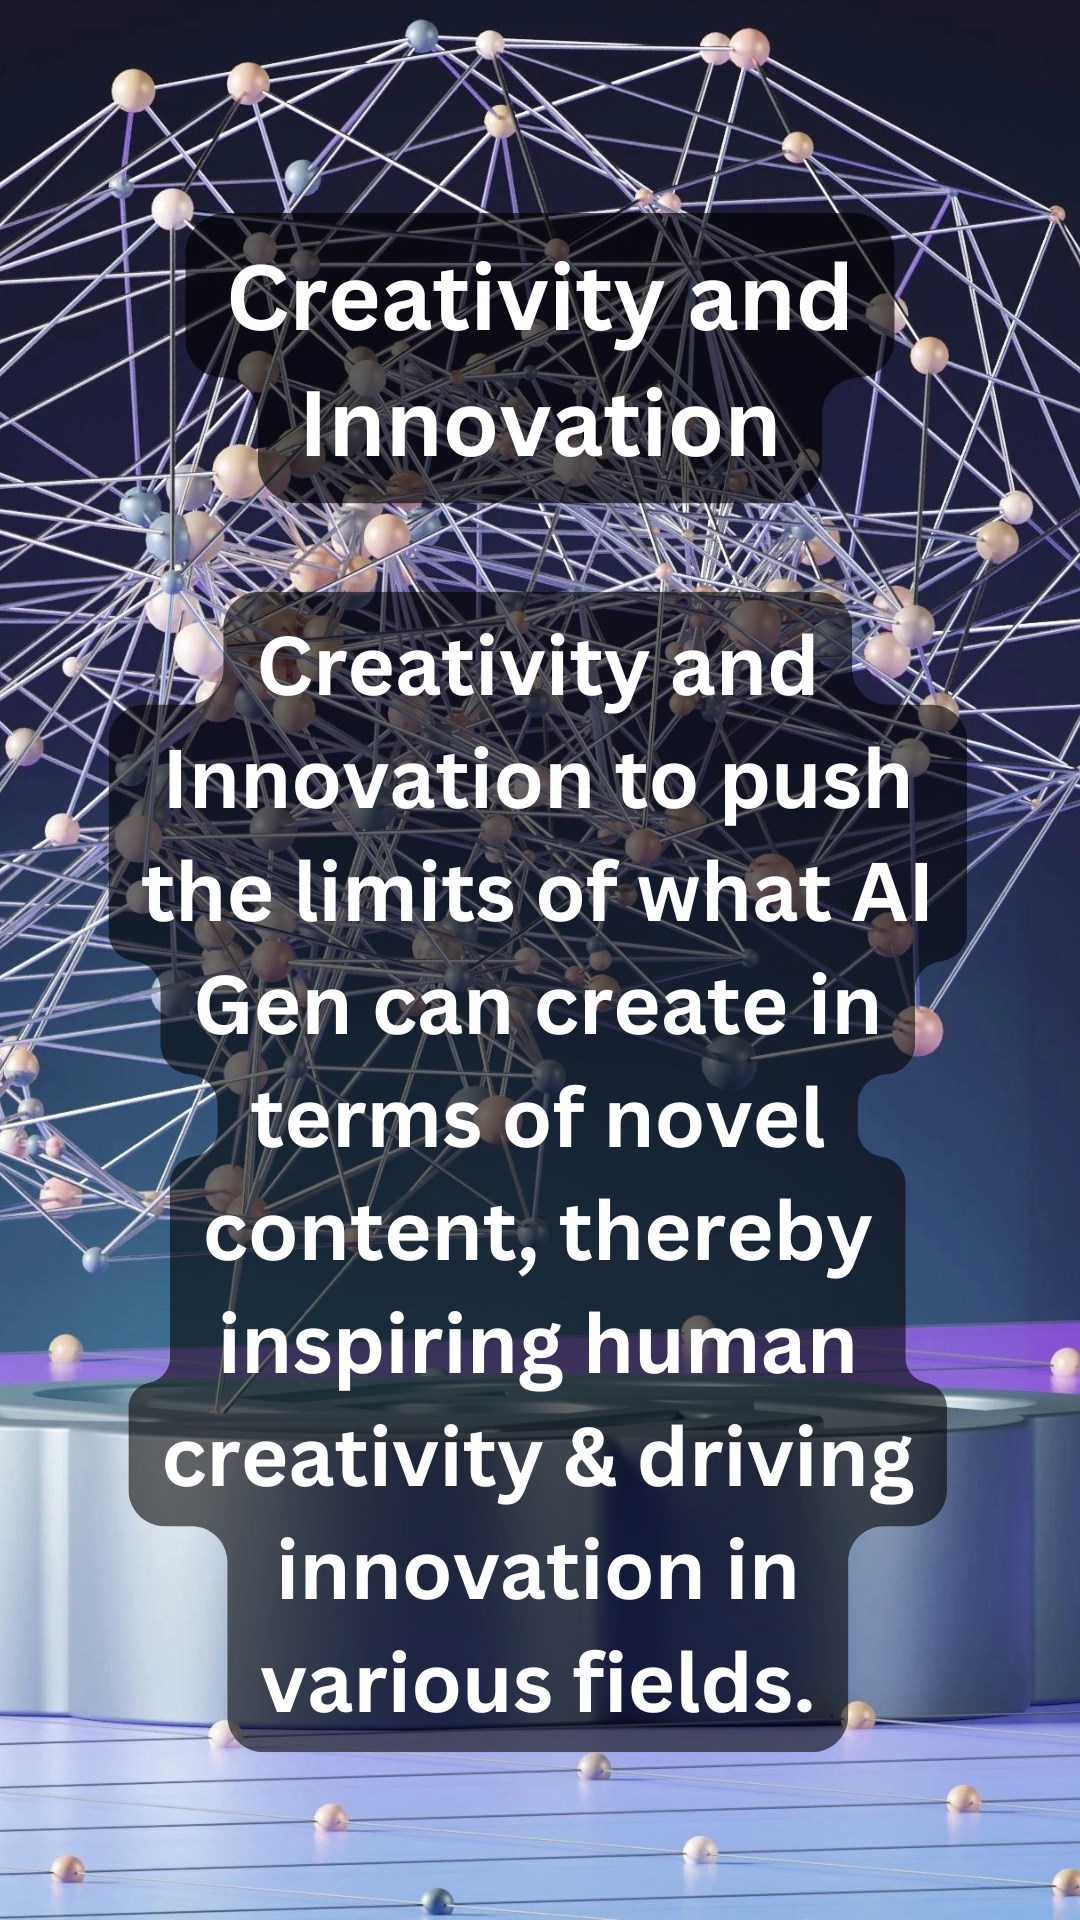 Creativity and
Innovation
Creativity and
Innovation to push
the limits of what AI
Gen can create in
terms of novel
content, thereby
inspiring human
creativity & driving
innovation in
various fields.